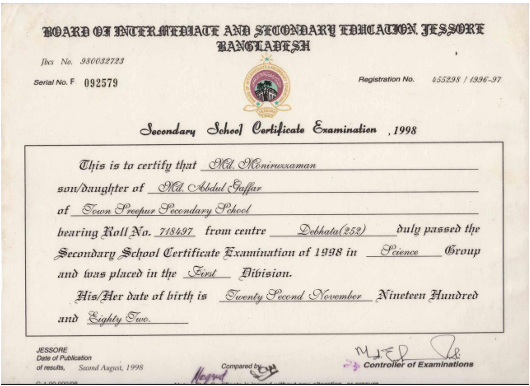 BOARD OF INTERMEDIATE AND SECONDARY EDUCATION, JESSORE
BANGLADESH
Jbcs No. 980032723
Serial No. F 092579
Registration No. 455298 / 1996-97
Secondary School Certificate Examination , 1998
This is to certify that Md. Moniruzzaman
son/daughter of Md. Abdul Gaffar
of Town Sreepur Secondary School
bearing Roll No. 718497 from centre Debhata(252) duly passed the
Secondary School Certificate Examination of 1998 in Science Group
and was placed in the First Division.
His/Her date of birth is Twenty Second November Nineteen Hundred
and Eighty Two.
JESSORE
Date of Publication
of results, Saound August, 1998
Compared by
Controller of Examinations